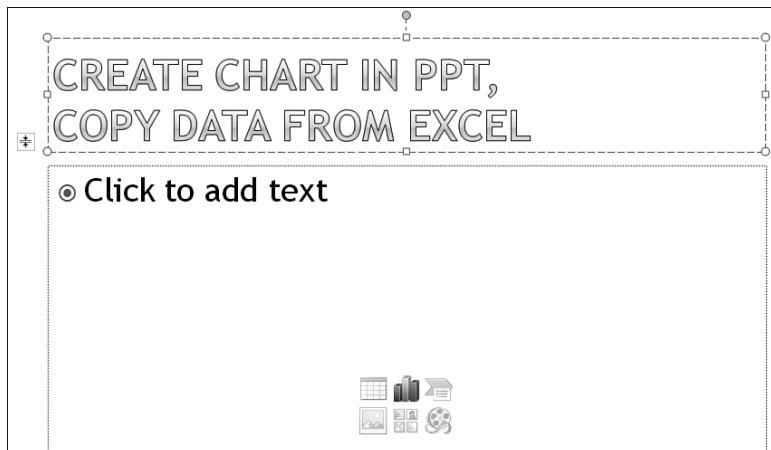 CREATE CHART IN PPT,
COPY DATA FROM EXCEL
Click to add text